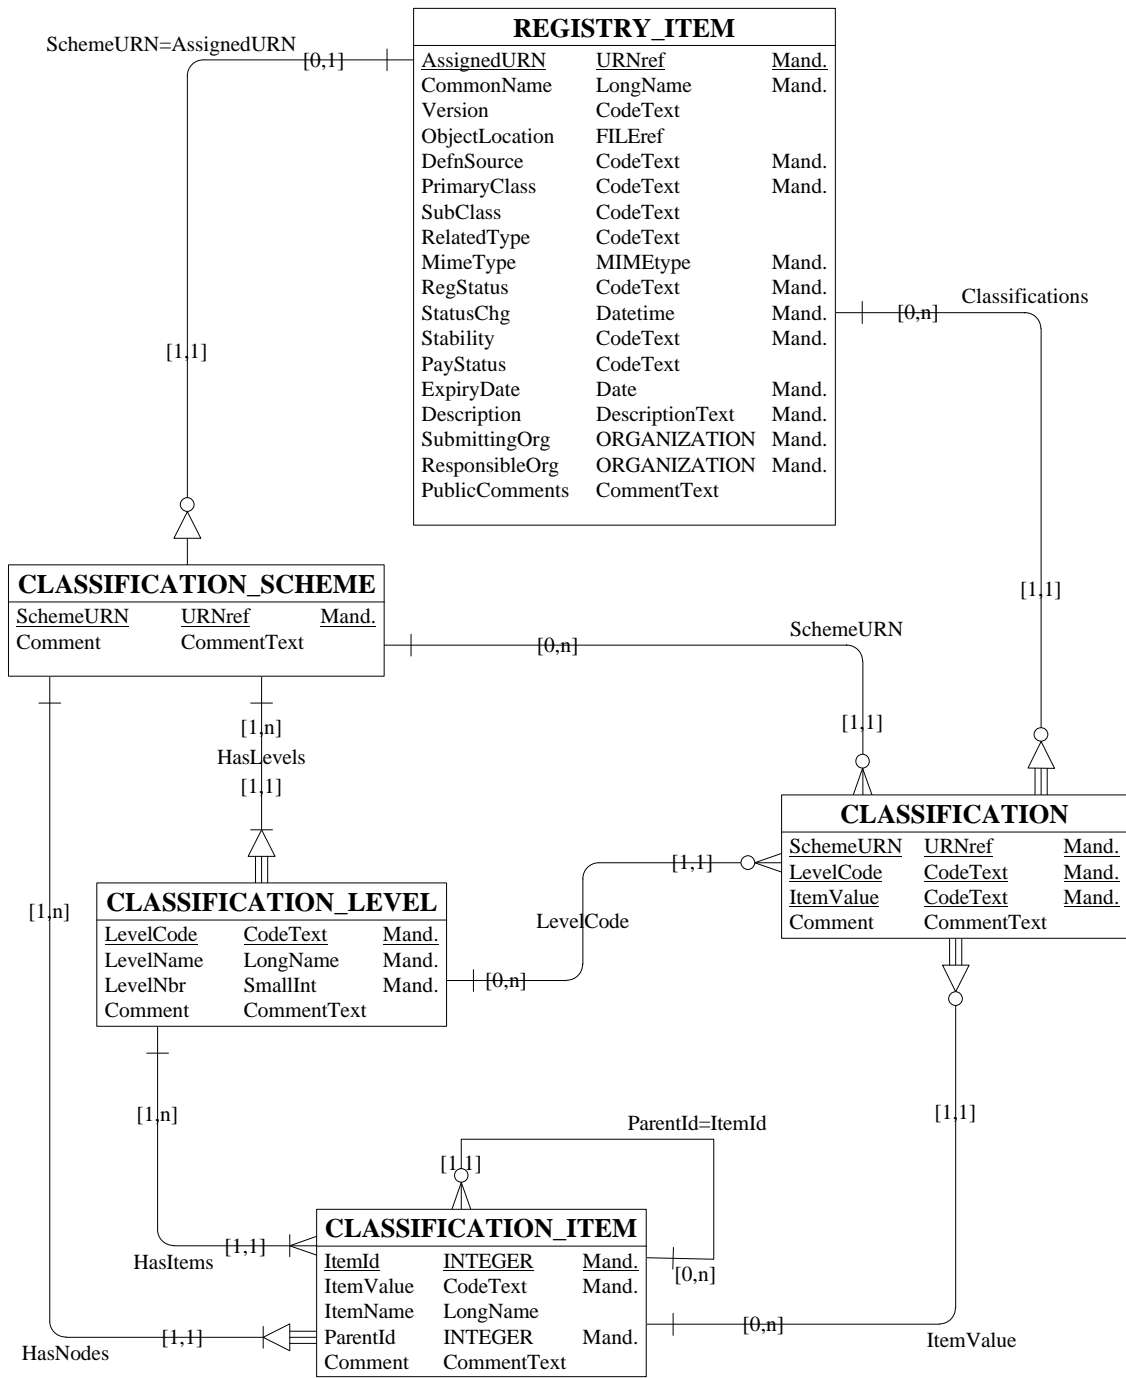 REGISTRY_ITEM
SchemeURN=AssignedURN
[0,1]
AssignedURN URNref Mand.
CommonName LongName Mand.
Version CodeText
ObjectLocation FILEref
DefnSource CodeText Mand.
PrimaryClass CodeText Mand.
SubClass CodeText
RelatedType CodeText
MimeType MIMEtype Mand.
RegStatus CodeText Mand.
StatusChg Datetime Mand.
Stability CodeText Mand.
PayStatus CodeText
ExpiryDate Date Mand.
Description DescriptionText Mand.
SubmittingOrg ORGANIZATION Mand.
ResponsibleOrg ORGANIZATION Mand.
PublicComments CommentText
Classifications
[0,n]
[1,1]
[1,1]
CLASSIFICATION_SCHEME
SchemeURN URNref Mand.
Comment CommentText
SchemeURN
[0,n]
[1,1]
[1,n]
HasLevels
[1,1]
CLASSIFICATION
SchemeURN URNref Mand.
LevelCode CodeText Mand.
ItemValue CodeText Mand.
Comment CommentText
[1,1]
LevelCode
[0,n]
[1,n]
CLASSIFICATION_LEVEL
LevelCode CodeText Mand.
LevelName LongName Mand.
LevelNbr SmallInt Mand.
Comment CommentText
[1,n]
[1,1]
ParentId=ItemId
[1,1]
CLASSIFICATION_ITEM
ItemId INTEGER Mand.
ItemValue CodeText Mand.
ItemName LongName
ParentId INTEGER Mand.
Comment CommentText
[1,1]
HasItems
[0,n]
[0,n]
ItemValue
[1,1]
HasNodes